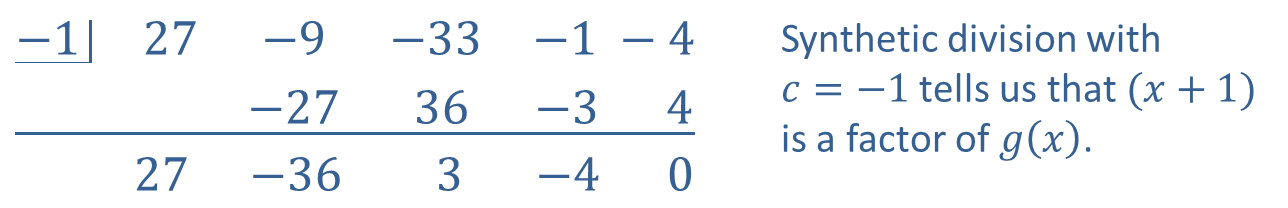 −1| 27 −9 −33 −1 − 4
−27 36 −3 4
27 −36 3 −4 0
Synthetic division with
c = −1 tells us that (x + 1)
is a factor of g(x).